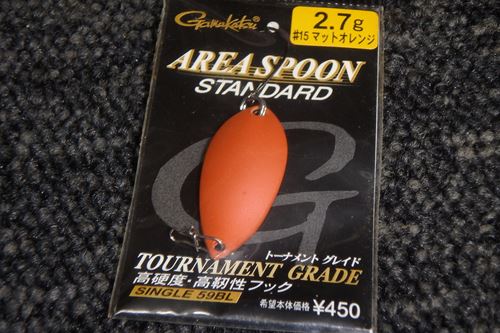 Gamakatsu
2.7g
#15 マットオレンジ
AREA SPOON
STANDARD
G
トーナメント グレイド
TOURNAMENT GRADE
高硬度・高靭性フック
SINGLE 59BL
希望本体価格 ¥450